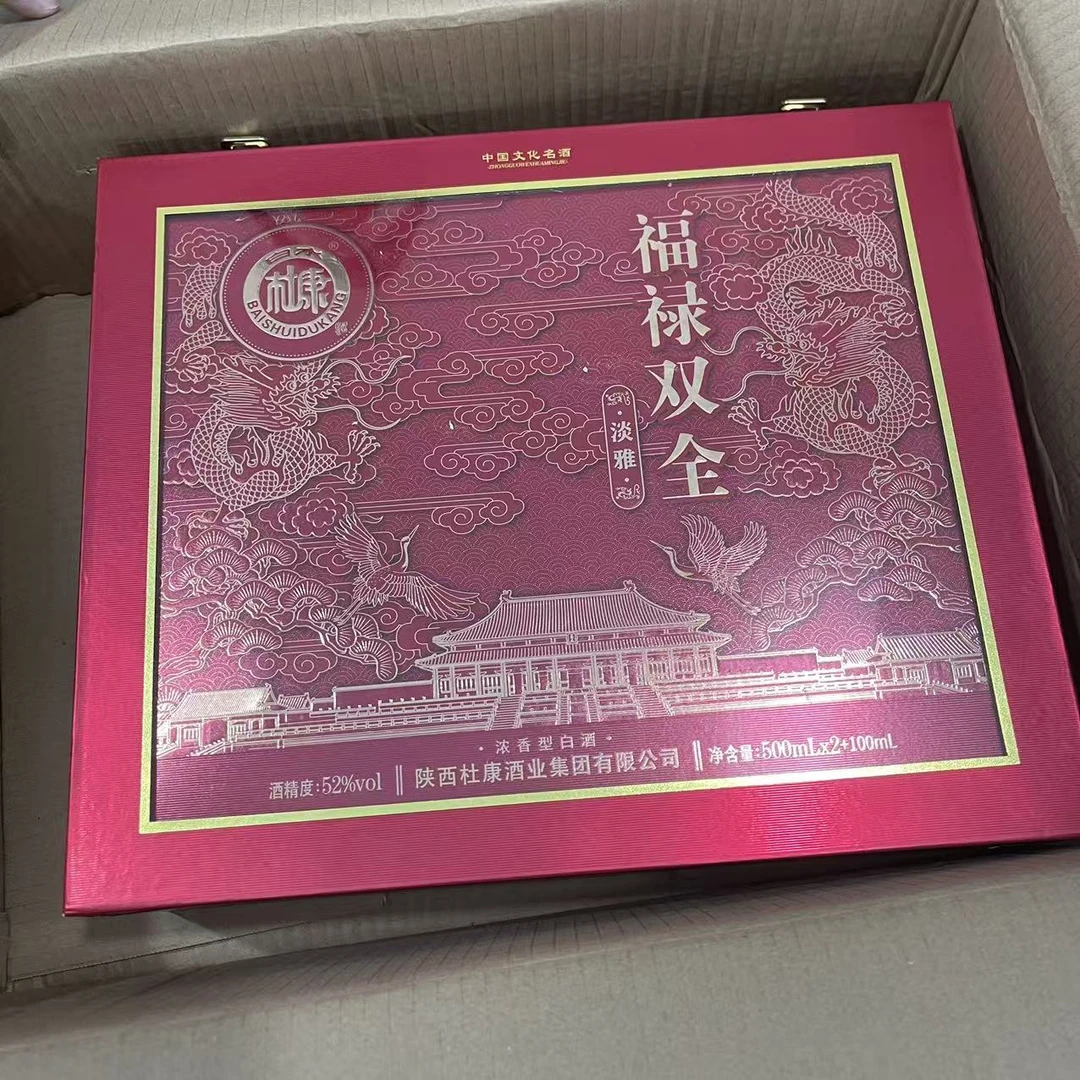 中国文化名酒
ZHONGGUOWENHUAMINGJIU
白水
杜康
BAISHUIDUKANG
福禄双全
·淡雅·
·浓香型白酒·
酒精度:52%vol ‖ 陕西杜康酒业集团有限公司 ‖ 净含量:500mLx2+100mL